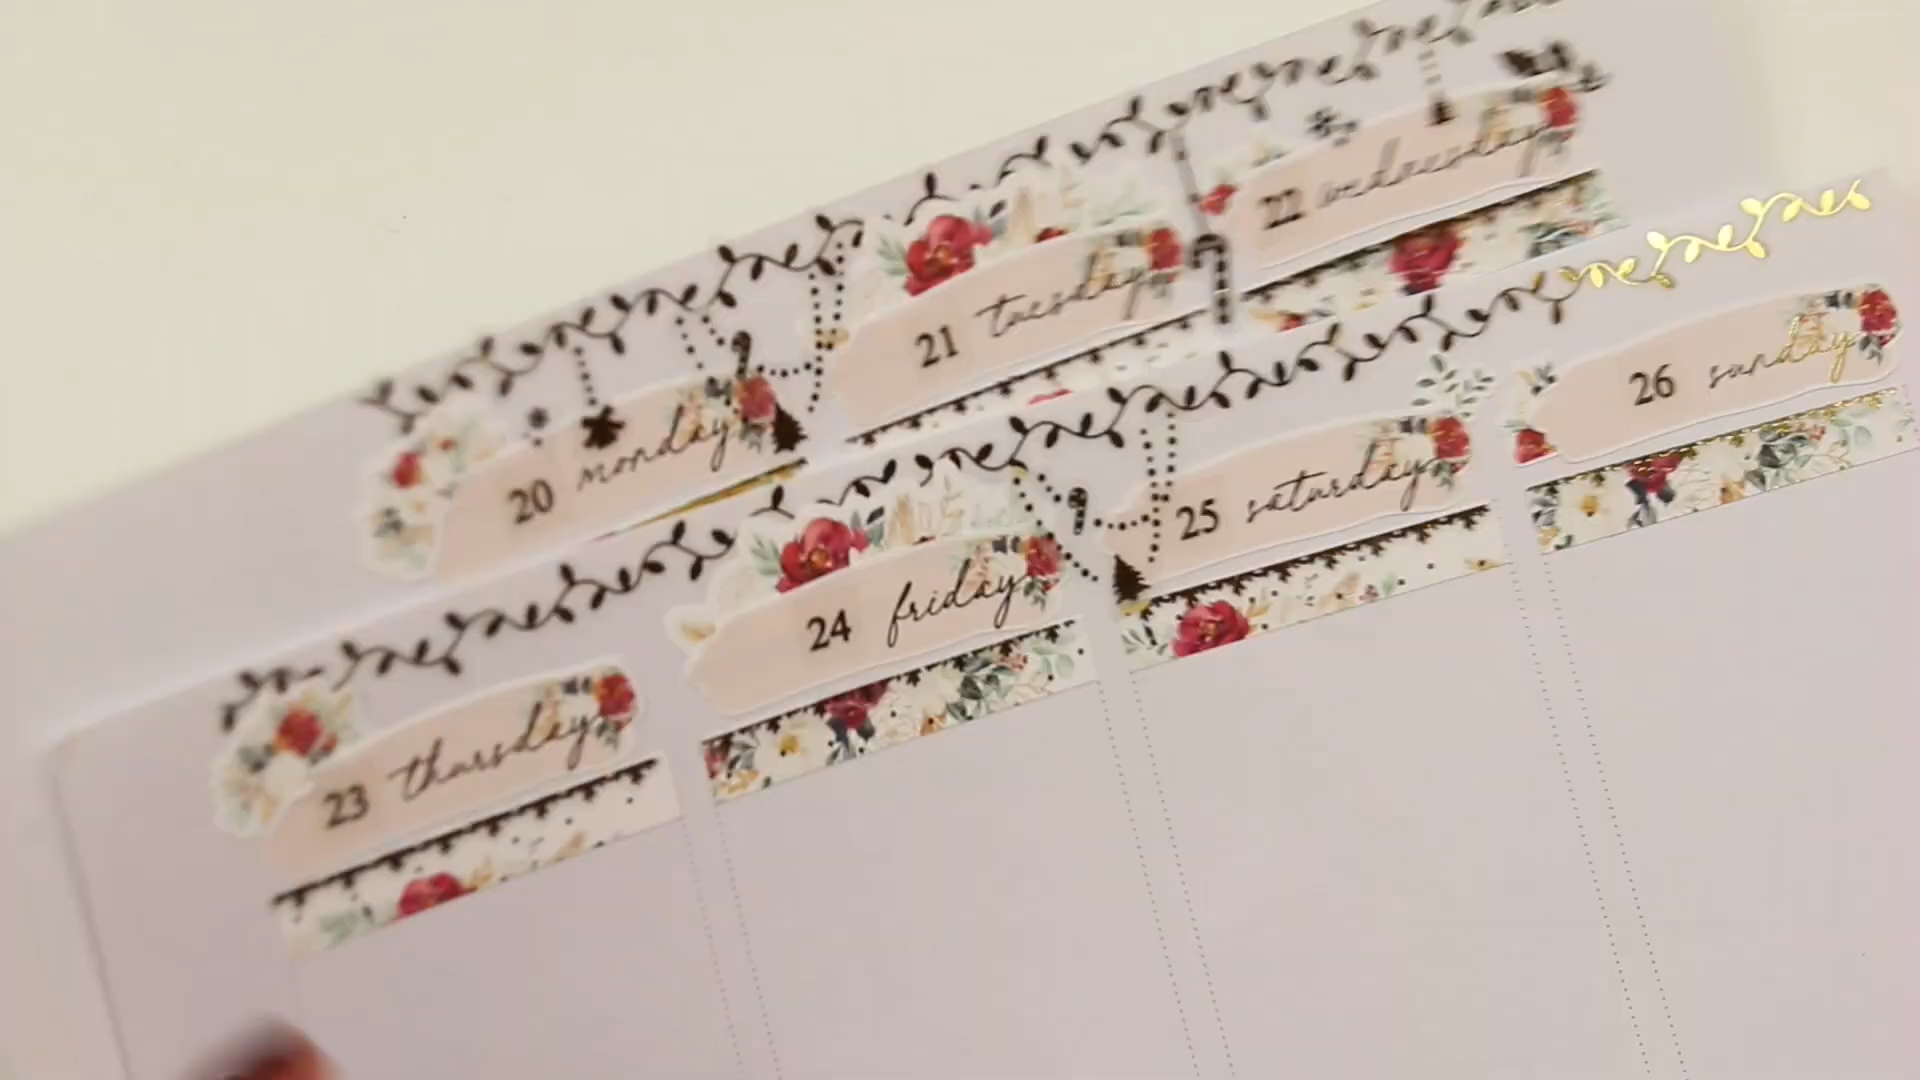 20 monday
21 tuesday
22 wednesday
23 thursday
24 friday
25 saturday
26 sunday